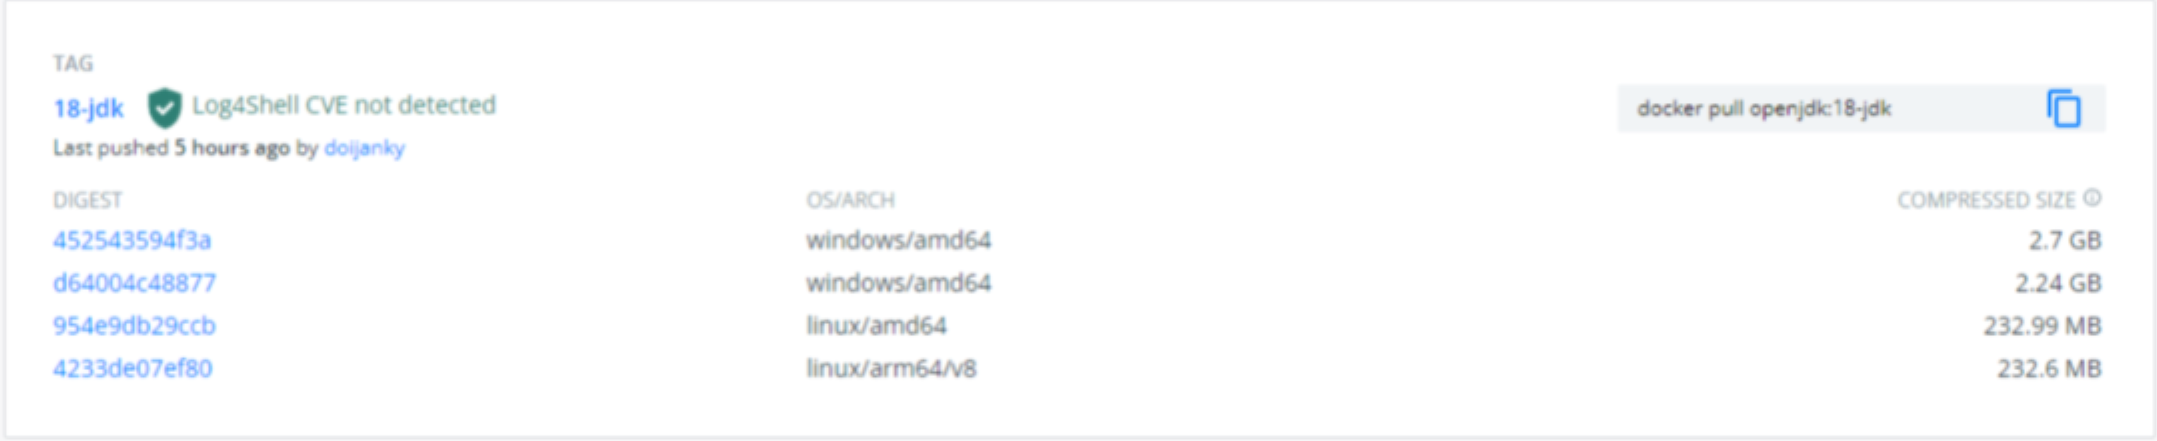 TAG
18-jdk Log4Shell CVE not detected
docker pull openjdk:18-jdk
Last pushed 5 hours ago by doijanky
DIGEST OS/ARCH COMPRESSED SIZE
452543594f3a windows/amd64 2.7 GB
d64004c48877 windows/amd64 2.24 GB
954e9db29ccb linux/amd64 232.99 MB
4233de07ef80 linux/arm64/v8 232.6 MB